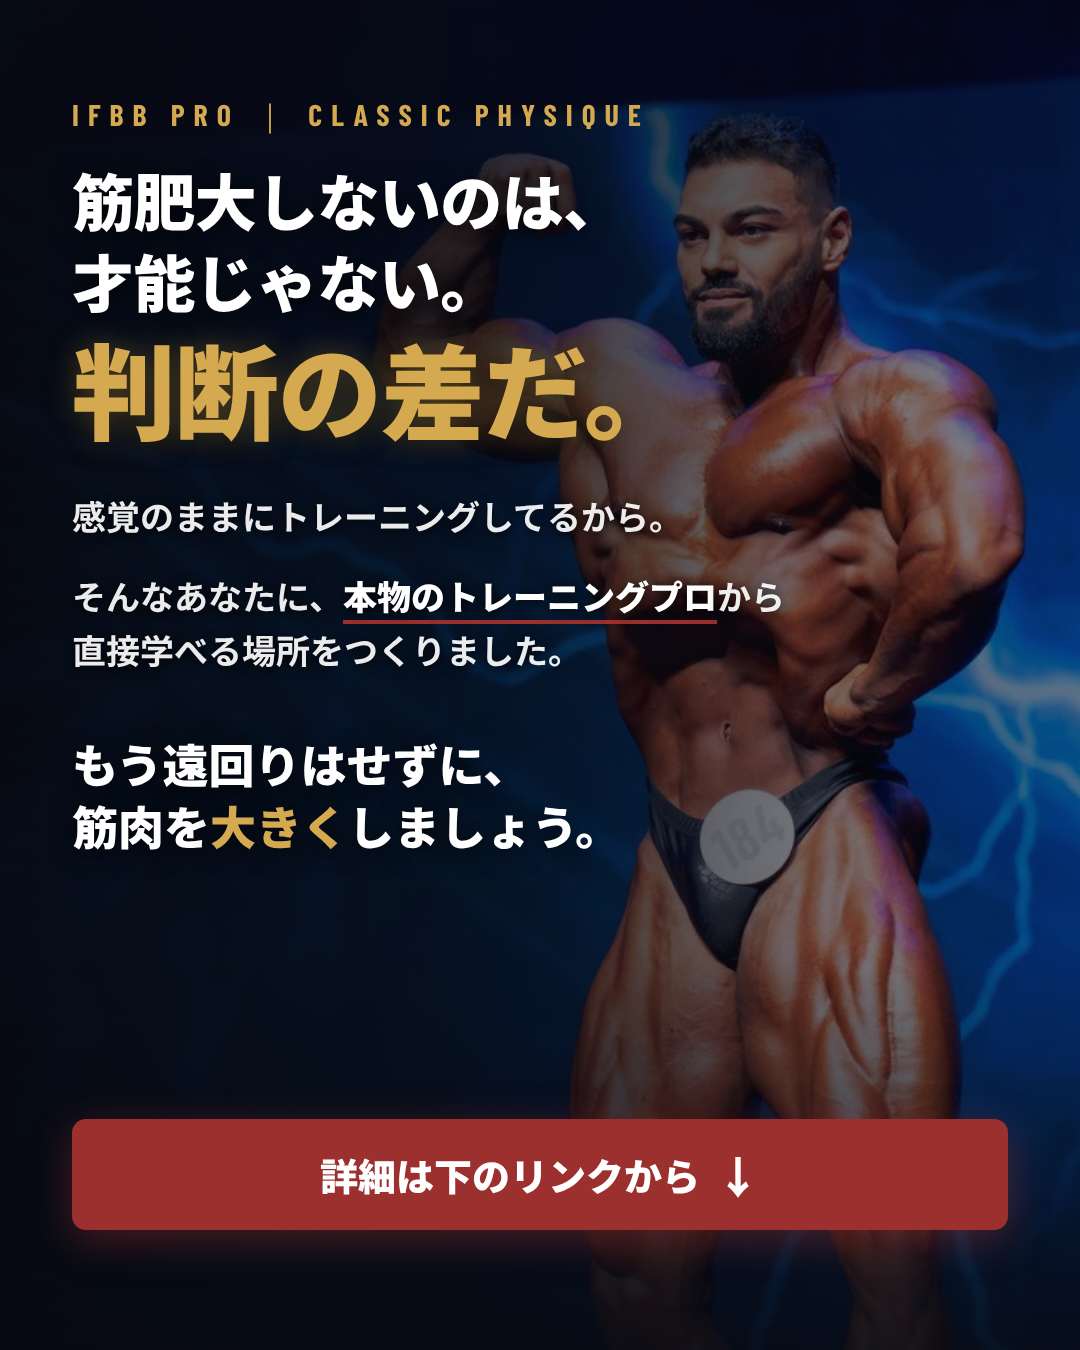 IFBB PRO | CLASSIC PHYSIQUE
筋肥大しないのは、
才能じゃない。
判断の差だ。
感覚のままにトレーニングしてるから。
そんなあなたに、本物のトレーニングプロから
直接学べる場所をつくりました。
もう遠回りはせずに、
筋肉を大きくしましょう。
184
詳細は下のリンクから ↓